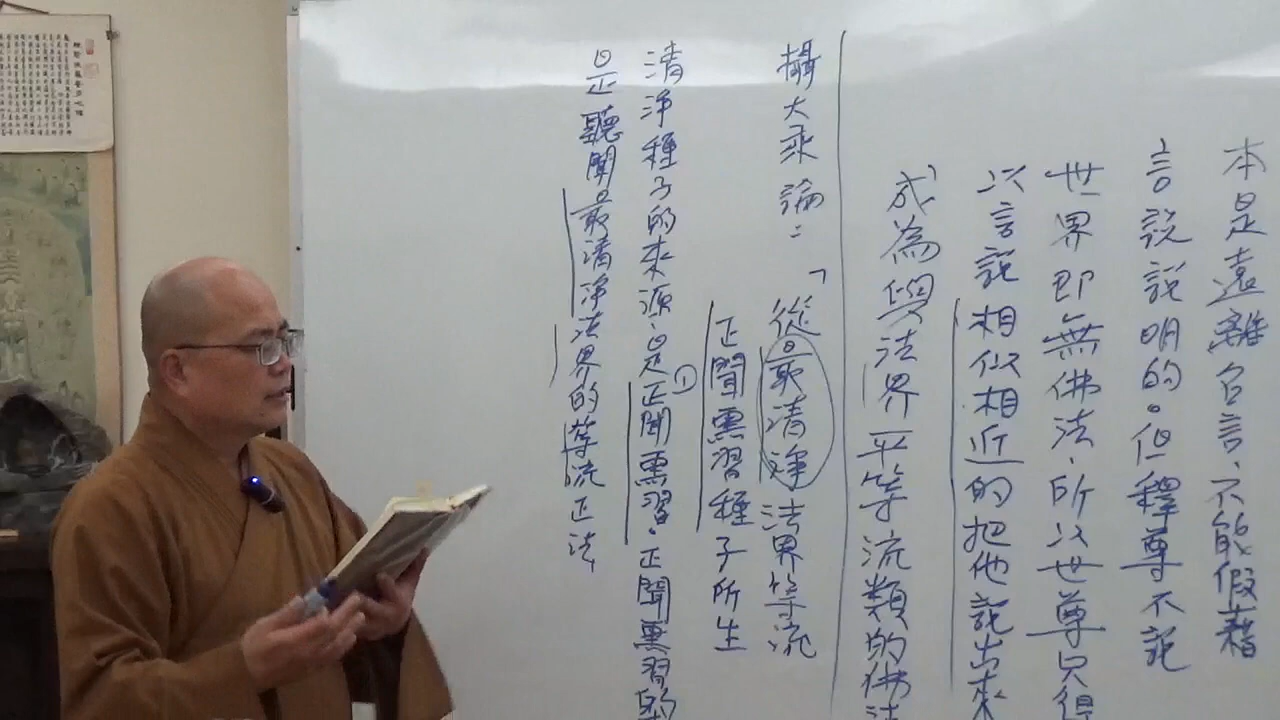 本是遠離名言、不能假藉
言說說明的。但釋尊不說
世界即無佛法、所以世尊只得
以言說相似相近的把他說出來
成為與法界平等流類的佛法
攝大乘論：「從最清淨法界等流
正聞熏習種子所生
清淨種子的來源、是①正聞熏習。正聞熏習的
是聽聞最清淨法界的等流正法